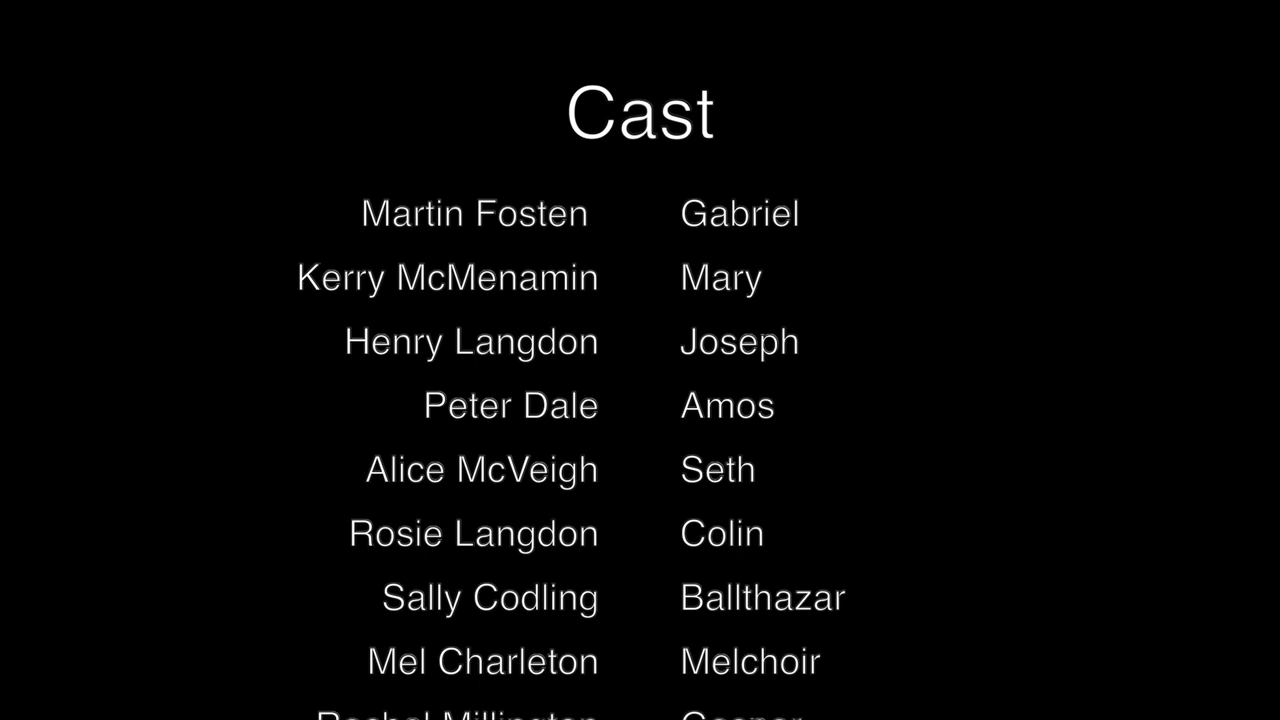 Cast
Martin Fosten Gabriel
Kerry McMenamin Mary
Henry Langdon Joseph
Peter Dale Amos
Alice McVeigh Seth
Rosie Langdon Colin
Sally Codling Ballthazar
Mel Charleton Melchoir